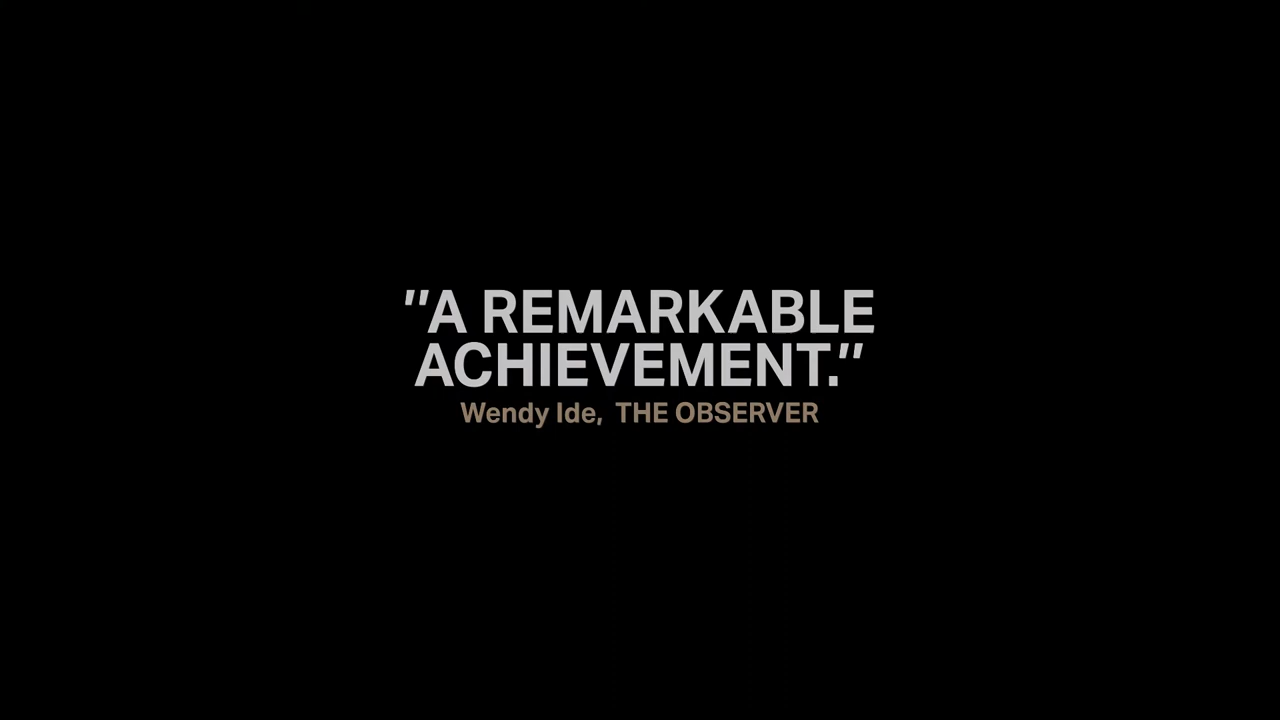 "A REMARKABLE
ACHIEVEMENT."
Wendy Ide, THE OBSERVER